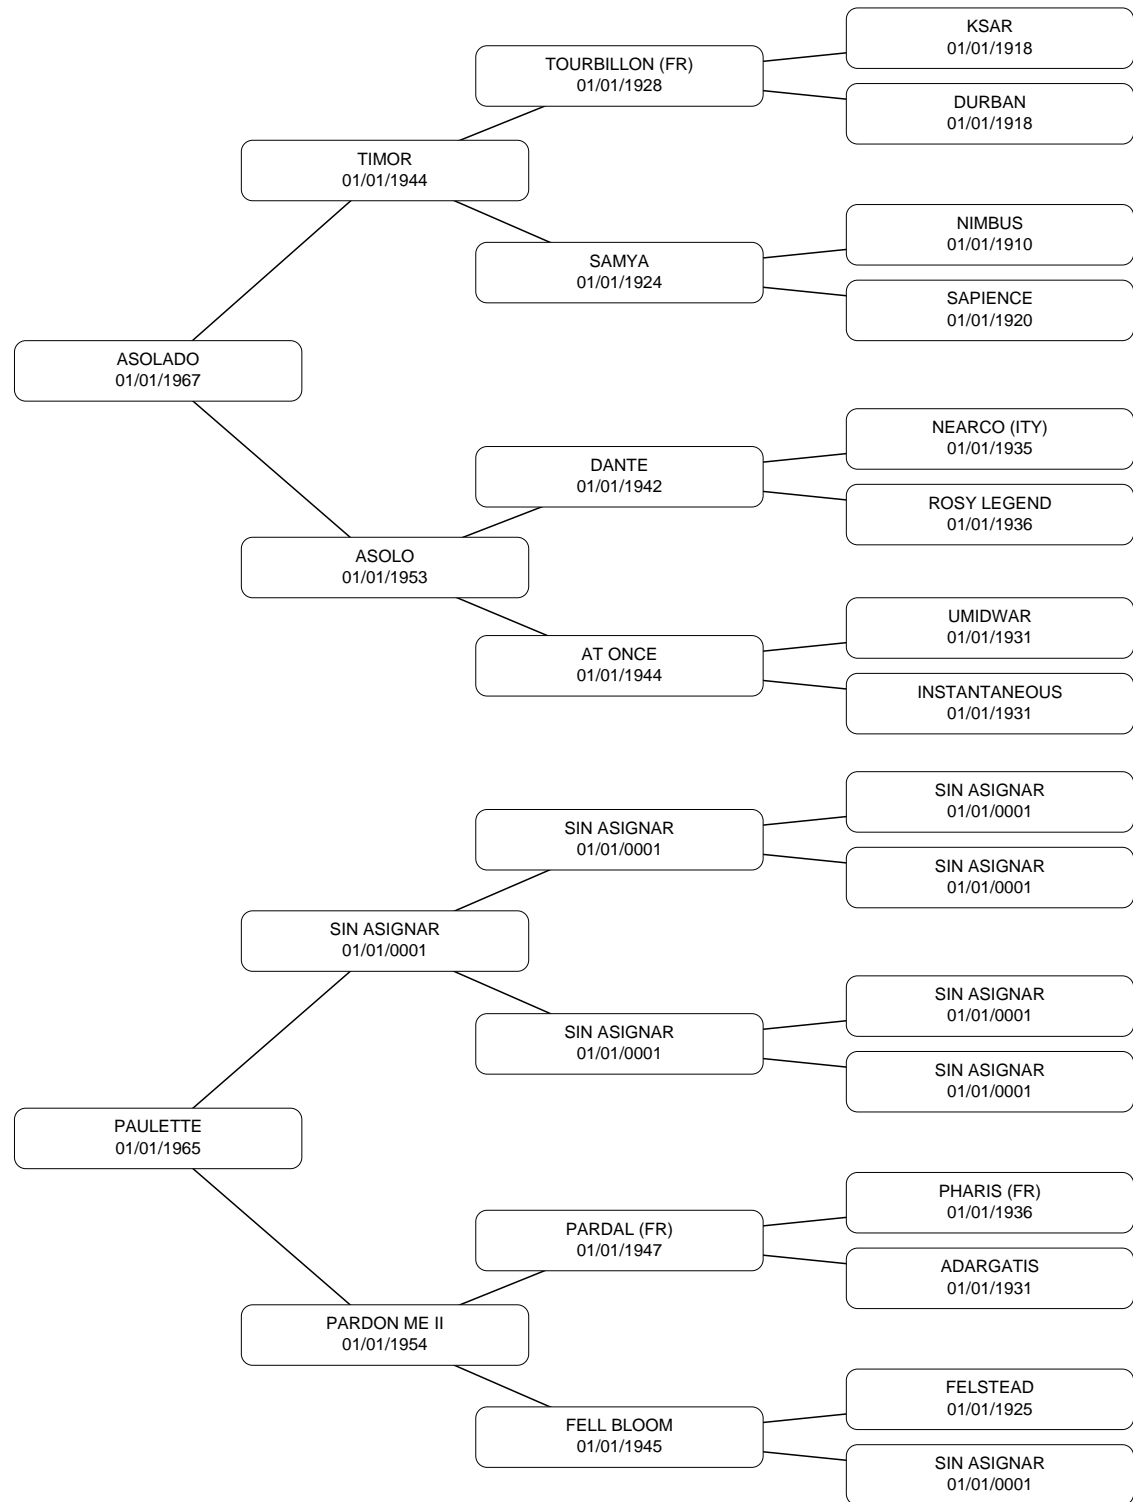 KSAR
01/01/1918
TOURBILLON (FR)
01/01/1928
DURBAN
01/01/1918
TIMOR
01/01/1944
NIMBUS
01/01/1910
SAMYA
01/01/1924
SAPIENCE
01/01/1920
ASOLADO
01/01/1967
NEARCO (ITY)
01/01/1935
DANTE
01/01/1942
ROSY LEGEND
01/01/1936
ASOLO
01/01/1953
UMIDWAR
01/01/1931
AT ONCE
01/01/1944
INSTANTANEOUS
01/01/1931
SIN ASIGNAR
01/01/0001
SIN ASIGNAR
01/01/0001
SIN ASIGNAR
01/01/0001
SIN ASIGNAR
01/01/0001
SIN ASIGNAR
01/01/0001
SIN ASIGNAR
01/01/0001
SIN ASIGNAR
01/01/0001
PAULETTE
01/01/1965
PHARIS (FR)
01/01/1936
PARDAL (FR)
01/01/1947
ADARGATIS
01/01/1931
PARDON ME II
01/01/1954
FELSTEAD
01/01/1925
FELL BLOOM
01/01/1945
SIN ASIGNAR
01/01/0001